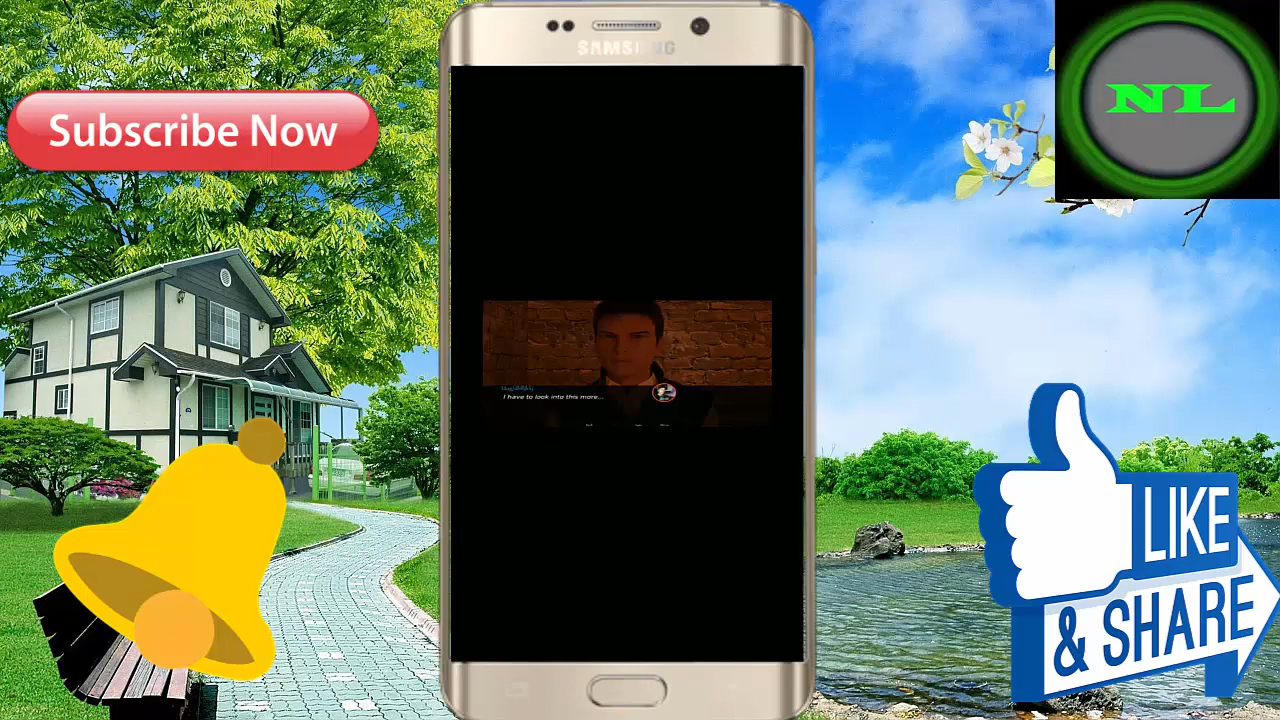 Subscribe Now
SAMSUNG
NL
I have to look into this more...
LIKE
& SHARE